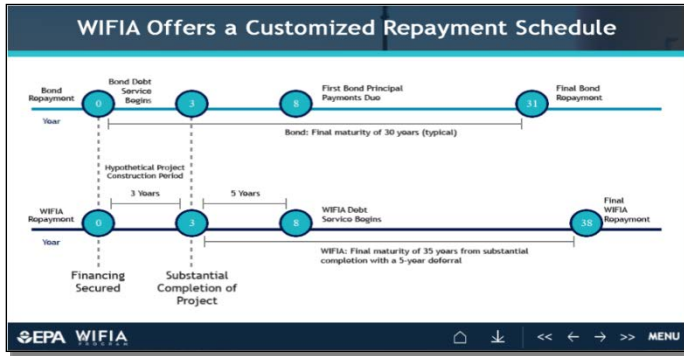 WIFIA Offers a Customized Repayment Schedule
Bond
Repayment
Bond Debt
Service
Begins
First Bond Principal
Payments Due
Final Bond
Repayment
0
3
8
31
Year
Bond: Final maturity of 30 years (typical)
Hypothetical Project
Construction Period
3 Years
5 Years
WIFIA
Repayment
WIFIA Debt
Service Begins
Final
WIFIA
Repayment
0
3
8
38
Year
WIFIA: Final maturity of 35 years from substantial
completion with a 5-year deferral
Financing
Secured
Substantial
Completion of
Project
EPA WIFIA
PROGRAM
<< ← → >> MENU